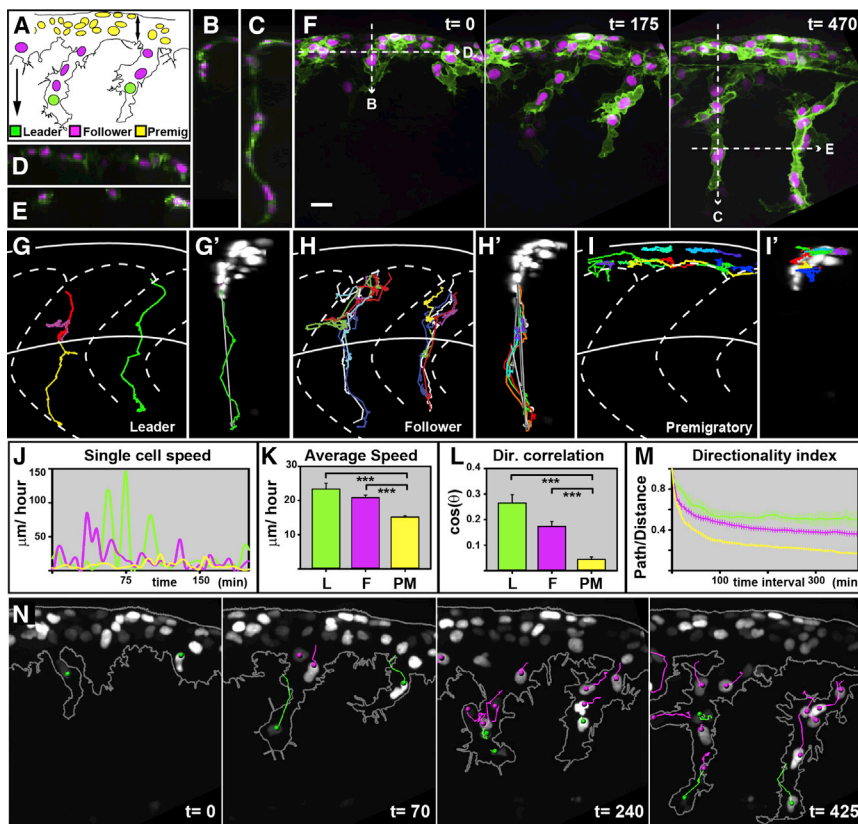 A
Leader Follower Premig
B
C
F
t= 0
t= 175
t= 470
D
B
E
C
D
E
G
Leader
G'
H
Follower
H'
I
Premigratory
I'
J
Single cell speed
μm/ hour
150
100
50
75 time 150 (min)
K
Average Speed
μm/ hour
20
10
0
***
***
L F PM
L
Dir. correlation
cos(θ)
0.3
0.2
0.1
***
***
L F PM
M
Directionality index
Path/Distance
0.8
0.4
100 time interval 300 (min)
N
t= 0
t= 70
t= 240
t= 425